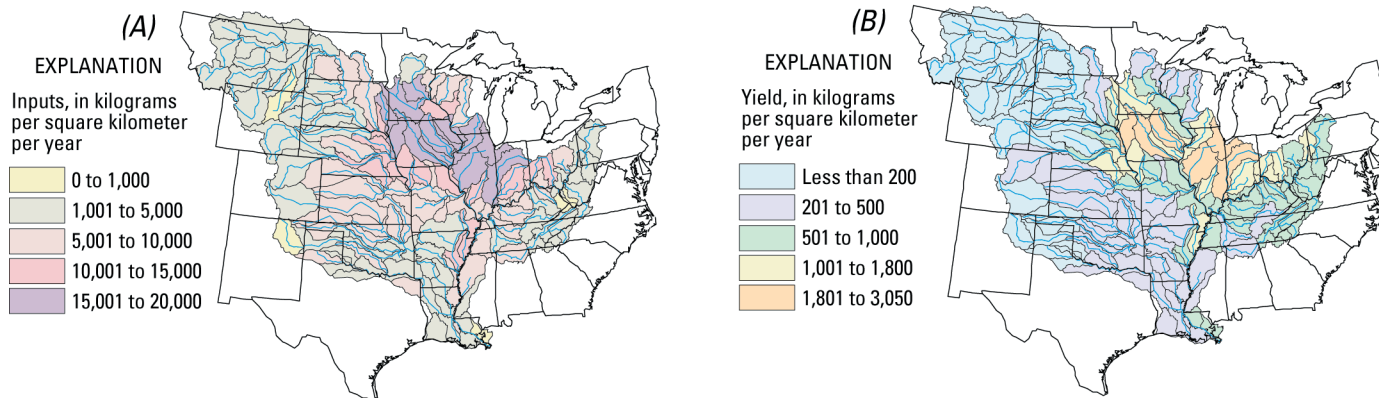 (A)
EXPLANATION
Inputs, in kilograms
per square kilometer
per year
0 to 1,000
1,001 to 5,000
5,001 to 10,000
10,001 to 15,000
15,001 to 20,000
(B)
EXPLANATION
Yield, in kilograms
per square kilometer
per year
Less than 200
201 to 500
501 to 1,000
1,001 to 1,800
1,801 to 3,050